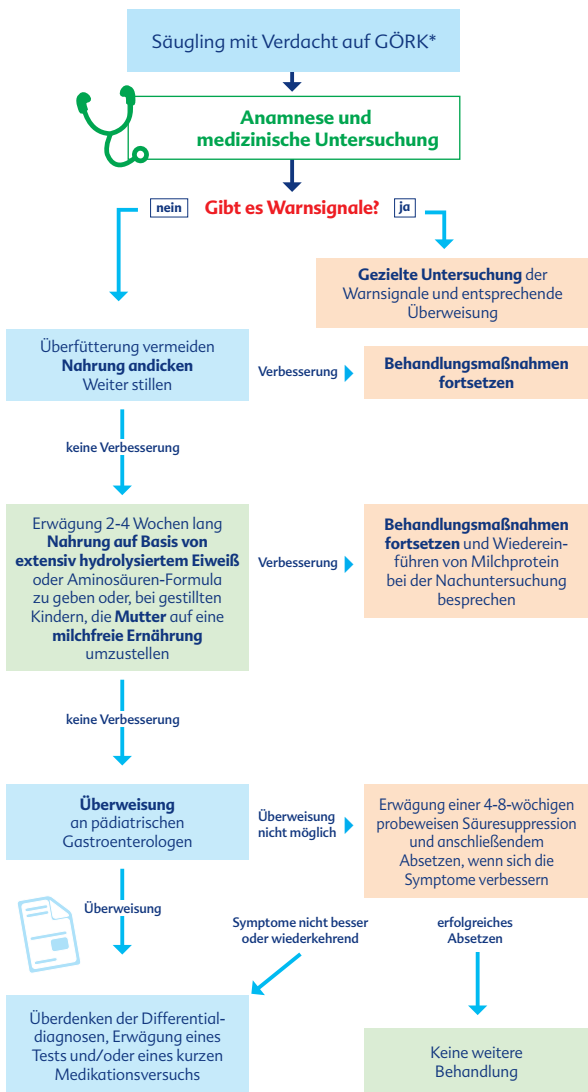 Säugling mit Verdacht auf GÖRK*
Anamnese und
medizinische Untersuchung
nein
Gibt es Warnsignale?
ja
Gezielte Untersuchung der
Warnsignale und entsprechende
Überweisung
Überfütterung vermeiden
Nahrung andicken
Weiter stillen
Verbesserung
Behandlungsmaßnahmen
fortsetzen
keine Verbesserung
Erwägung 2-4 Wochen lang
Nahrung auf Basis von
extensiv hydrolysiertem Eiweiß
oder Aminosäuren-Formula
zu geben oder, bei gestillten
Kindern, die Mutter auf eine
milchfreie Ernährung
umzustellen
Verbesserung
Behandlungsmaßnahmen
fortsetzen und Wiederein-
führen von Milchprotein
bei der Nachuntersuchung
besprechen
keine Verbesserung
Überweisung
an pädiatrischen
Gastroenterologen
Überweisung
nicht möglich
Erwägung einer 4-8-wöchigen
probeweisen Säuresuppression
und anschließendem
Absetzen, wenn sich die
Symptome verbessern
Überweisung
Symptome nicht besser
oder wiederkehrend
erfolgreiches
Absetzen
Überdenken der Differential-
diagnosen, Erwägung eines
Tests und/oder eines kurzen
Medikationsversuchs
Keine weitere
Behandlung